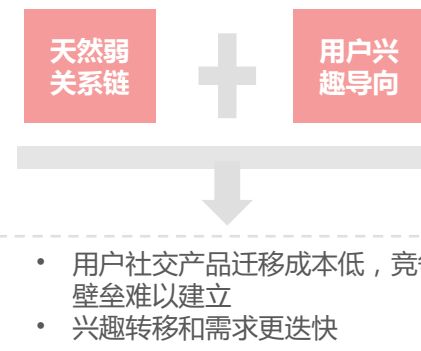 天然弱
关系链
用户兴
趣导向
• 用户社交产品迁移成本低，竞
壁垒难以建立
• 兴趣转移和需求更迭快